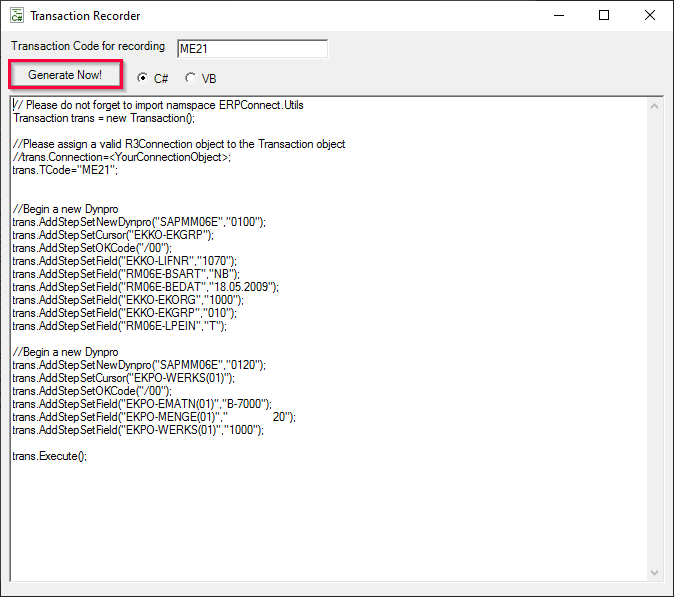 Transaction Recorder
Transaction Code for recording ME21
Generate Now! C# VB
// Please do not forget to import namspace ERPConnect.Utils
Transaction trans = new Transaction();
//Please assign a valid R3Connection object to the Transaction object
//trans.Connection=<YourConnectionObject>;
trans.TCode="ME21";
//Begin a new Dynpro
trans.AddStepSetNewDynpro("SAPMM06E","0100");
trans.AddStepSetCursor("EKKO-EKGRP");
trans.AddStepSetOKCode("/00");
trans.AddStepSetField("EKKO-LIFNR","1070");
trans.AddStepSetField("RM06E-BSART","NB");
trans.AddStepSetField("RM06E-BEDAT","18.05.2009");
trans.AddStepSetField("EKKO-EKORG","1000");
trans.AddStepSetField("EKKO-EKGRP","010");
trans.AddStepSetField("RM06E-LPEIN","T");
//Begin a new Dynpro
trans.AddStepSetNewDynpro("SAPMM06E","0120");
trans.AddStepSetCursor("EKPO-WERKS(01)");
trans.AddStepSetOKCode("/00");
trans.AddStepSetField("EKPO-EMATN(01)","B-7000");
trans.AddStepSetField("EKPO-MENGE(01)","               20");
trans.AddStepSetField("EKPO-WERKS(01)","1000");
trans.Execute();